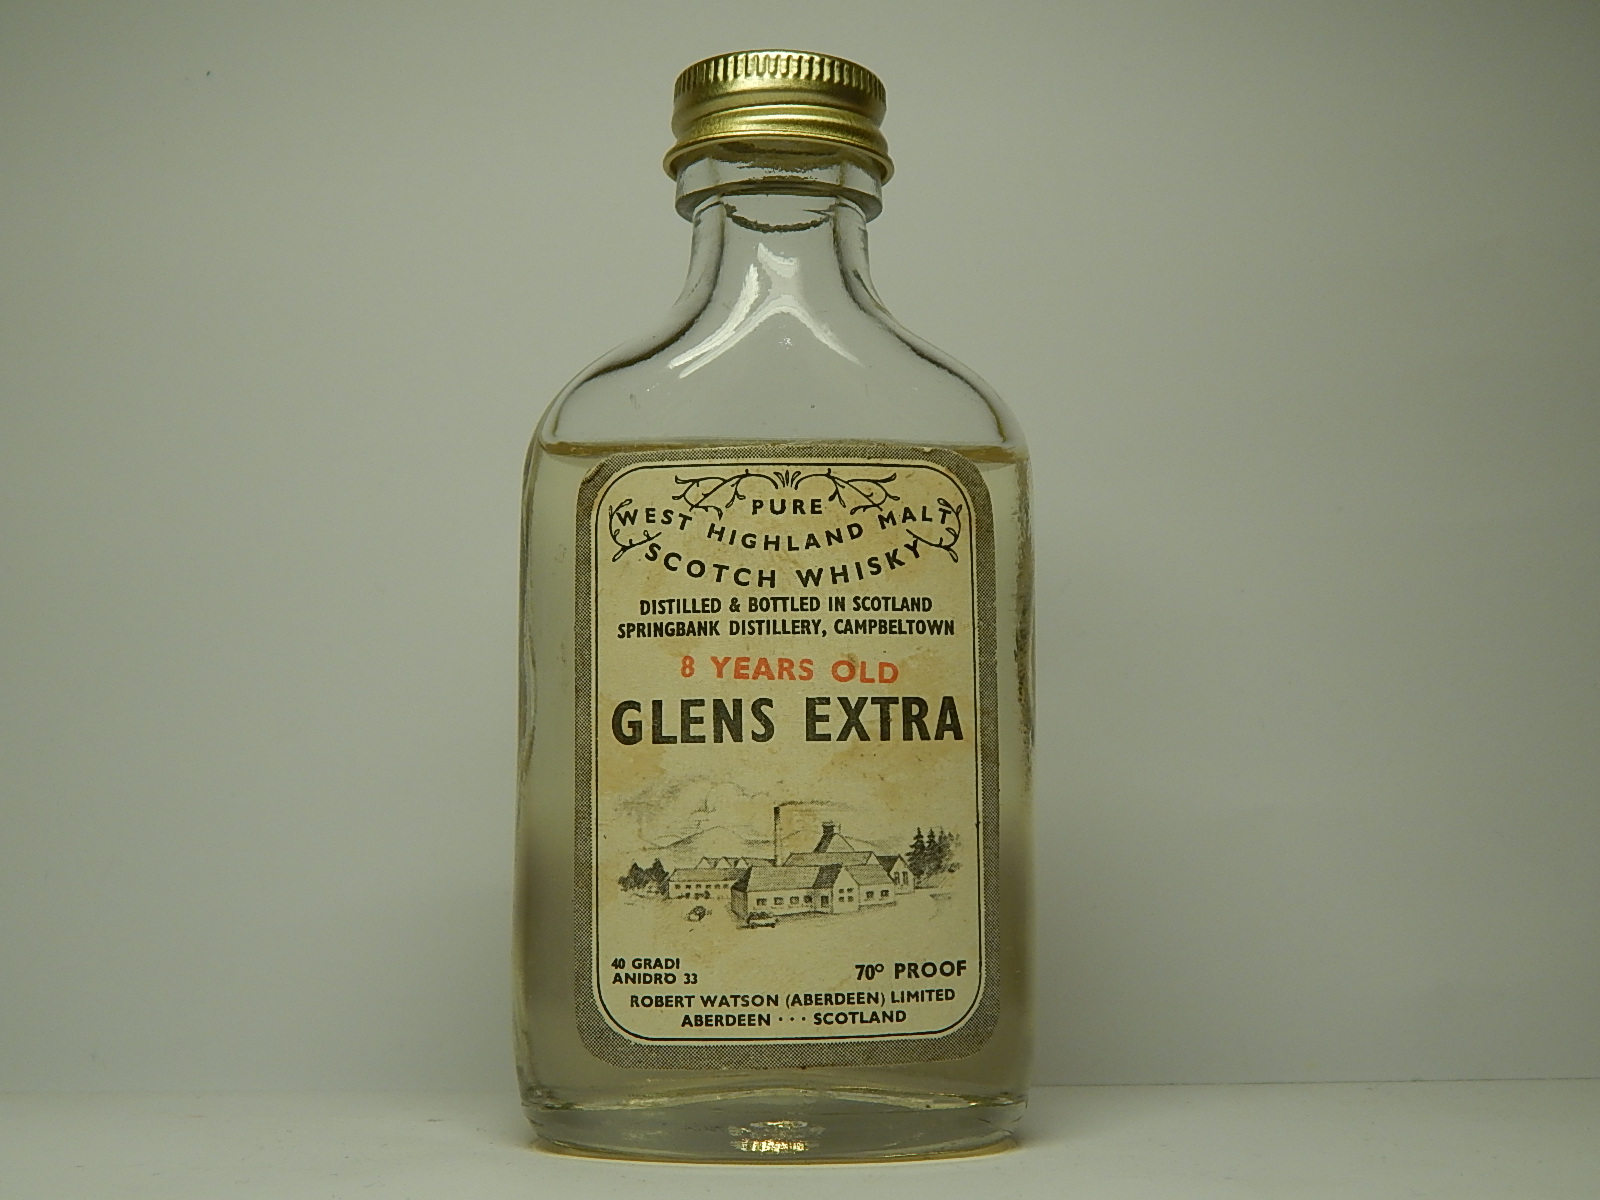 PURE
WEST HIGHLAND MALT
SCOTCH WHISKY
DISTILLED & BOTTLED IN SCOTLAND
SPRINGBANK DISTILLERY, CAMPBELTOWN
8 YEARS OLD
GLENS EXTRA
40 GRADI
ANIDRO 33
70° PROOF
ROBERT WATSON (ABERDEEN) LIMITED
ABERDEEN · · · SCOTLAND